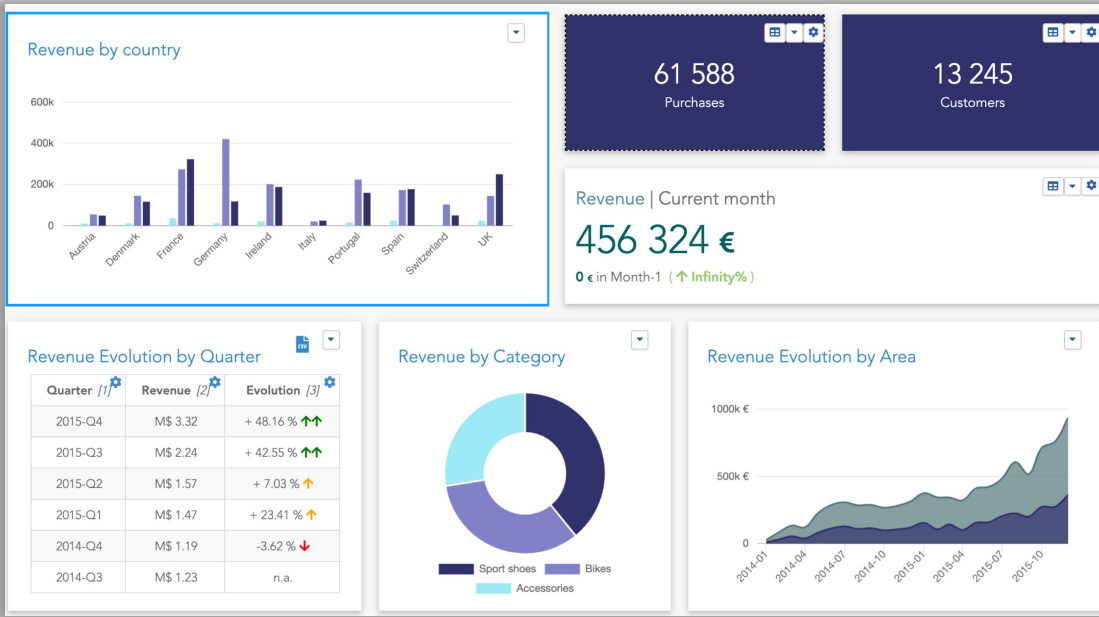 Revenue by country
600k
400k
200k
0
Austria
Denmark
France
Germany
Ireland
Italy
Portugal
Spain
Switzerland
UK
61 588
Purchases
13 245
Customers
Revenue | Current month
456 324 €
0 € in Month-1 ( ↑ Infinity% )
Revenue Evolution by Quarter
CSV
Quarter [1] Revenue [2] Evolution [3]
2015-Q4 M$ 3.32 + 48.16 % ↑↑
2015-Q3 M$ 2.24 + 42.55 % ↑↑
2015-Q2 M$ 1.57 + 7.03 % ↑
2015-Q1 M$ 1.47 + 23.41 % ↑
2014-Q4 M$ 1.19 -3.62 % ↓
2014-Q3 M$ 1.23 n.a.
Revenue by Category
Sport shoes Bikes
Accessories
Revenue Evolution by Area
1000k €
500k €
0
2014-01
2014-04
2014-07
2014-10
2015-01
2015-04
2015-07
2015-10